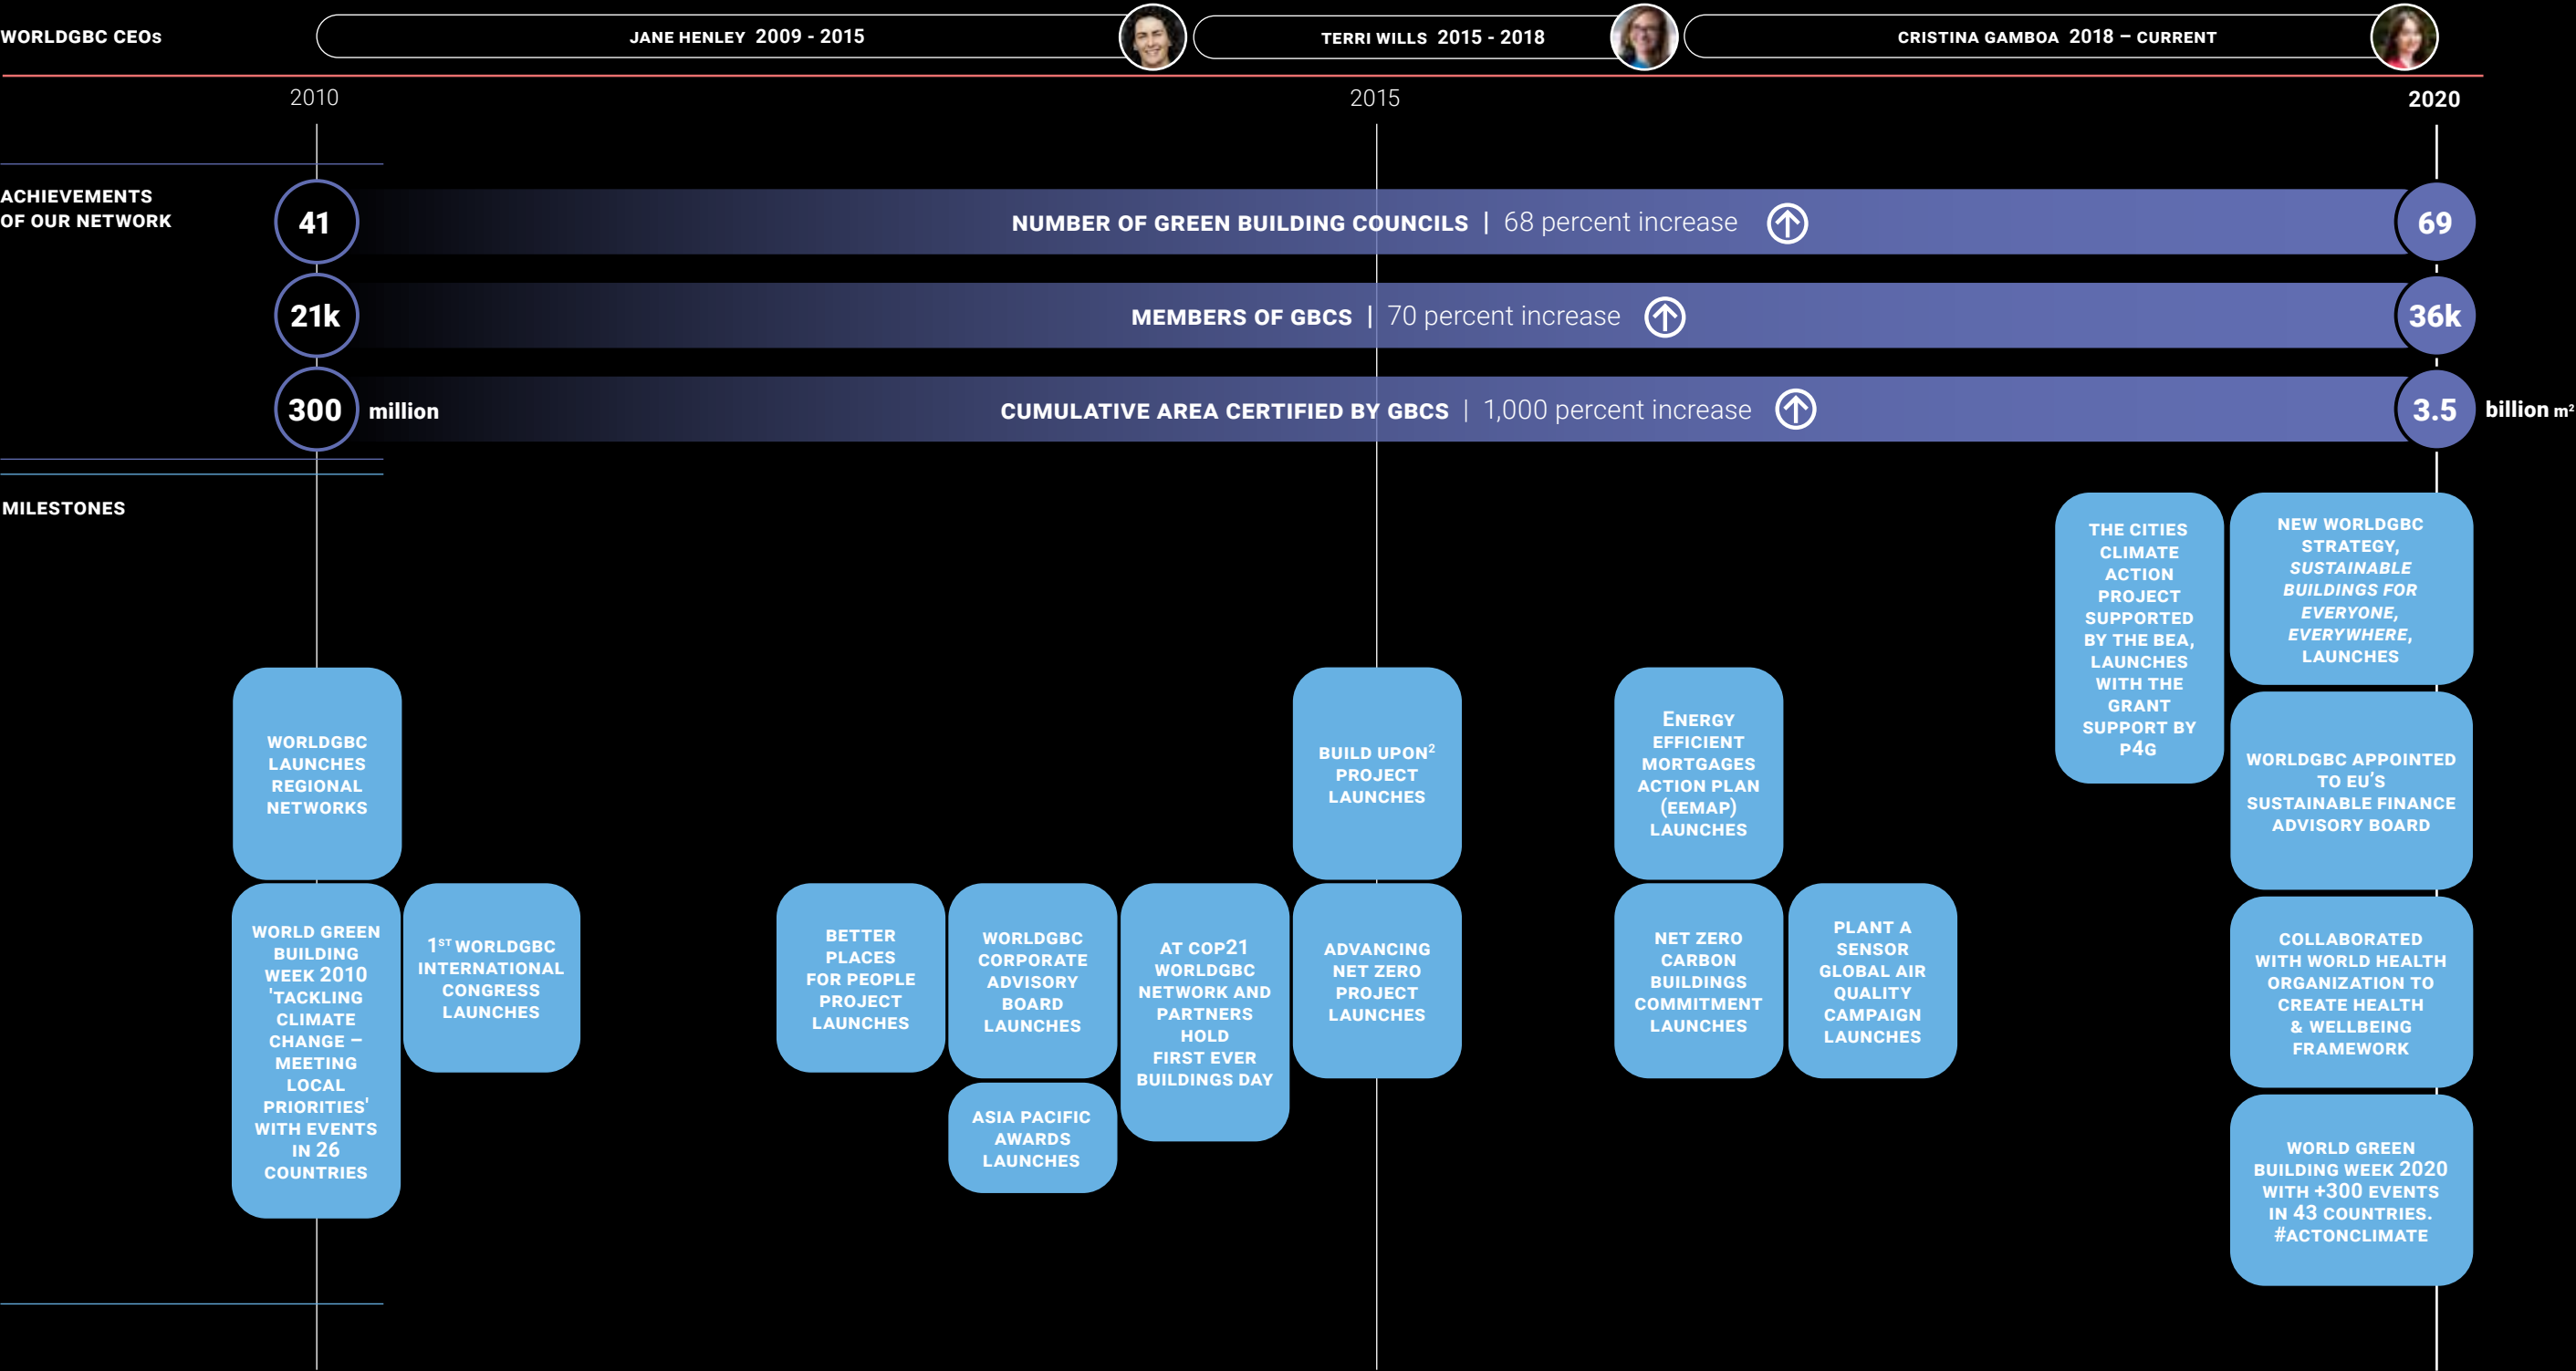 WORLDGBC CEOs
JANE HENLEY 2009 - 2015
TERRI WILLS 2015 - 2018
CRISTINA GAMBOA 2018 – CURRENT
2010
2015
2020
ACHIEVEMENTS
OF OUR NETWORK
41
NUMBER OF GREEN BUILDING COUNCILS | 68 percent increase
69
21k
MEMBERS OF GBCS | 70 percent increase
36k
300 million
CUMULATIVE AREA CERTIFIED BY GBCS | 1,000 percent increase
3.5 billion m²
MILESTONES
WORLDGBC
LAUNCHES
REGIONAL
NETWORKS
WORLD GREEN
BUILDING
WEEK 2010
'TACKLING
CLIMATE
CHANGE –
MEETING
LOCAL
PRIORITIES'
WITH EVENTS
IN 26
COUNTRIES
1ST WORLDGBC
INTERNATIONAL
CONGRESS
LAUNCHES
BETTER
PLACES
FOR PEOPLE
PROJECT
LAUNCHES
WORLDGBC
CORPORATE
ADVISORY
BOARD
LAUNCHES
ASIA PACIFIC
AWARDS
LAUNCHES
AT COP21
WORLDGBC
NETWORK AND
PARTNERS
HOLD
FIRST EVER
BUILDINGS DAY
BUILD UPON²
PROJECT
LAUNCHES
ADVANCING
NET ZERO
PROJECT
LAUNCHES
ENERGY
EFFICIENT
MORTGAGES
ACTION PLAN
(EEMAP)
LAUNCHES
NET ZERO
CARBON
BUILDINGS
COMMITMENT
LAUNCHES
PLANT A
SENSOR
GLOBAL AIR
QUALITY
CAMPAIGN
LAUNCHES
THE CITIES
CLIMATE
ACTION
PROJECT
SUPPORTED
BY THE BEA,
LAUNCHES
WITH THE
GRANT
SUPPORT BY
P4G
NEW WORLDGBC
STRATEGY,
SUSTAINABLE
BUILDINGS FOR
EVERYONE,
EVERYWHERE,
LAUNCHES
WORLDGBC APPOINTED
TO EU'S
SUSTAINABLE FINANCE
ADVISORY BOARD
COLLABORATED
WITH WORLD HEALTH
ORGANIZATION TO
CREATE HEALTH
& WELLBEING
FRAMEWORK
WORLD GREEN
BUILDING WEEK 2020
WITH +300 EVENTS
IN 43 COUNTRIES.
#ACTONCLIMATE